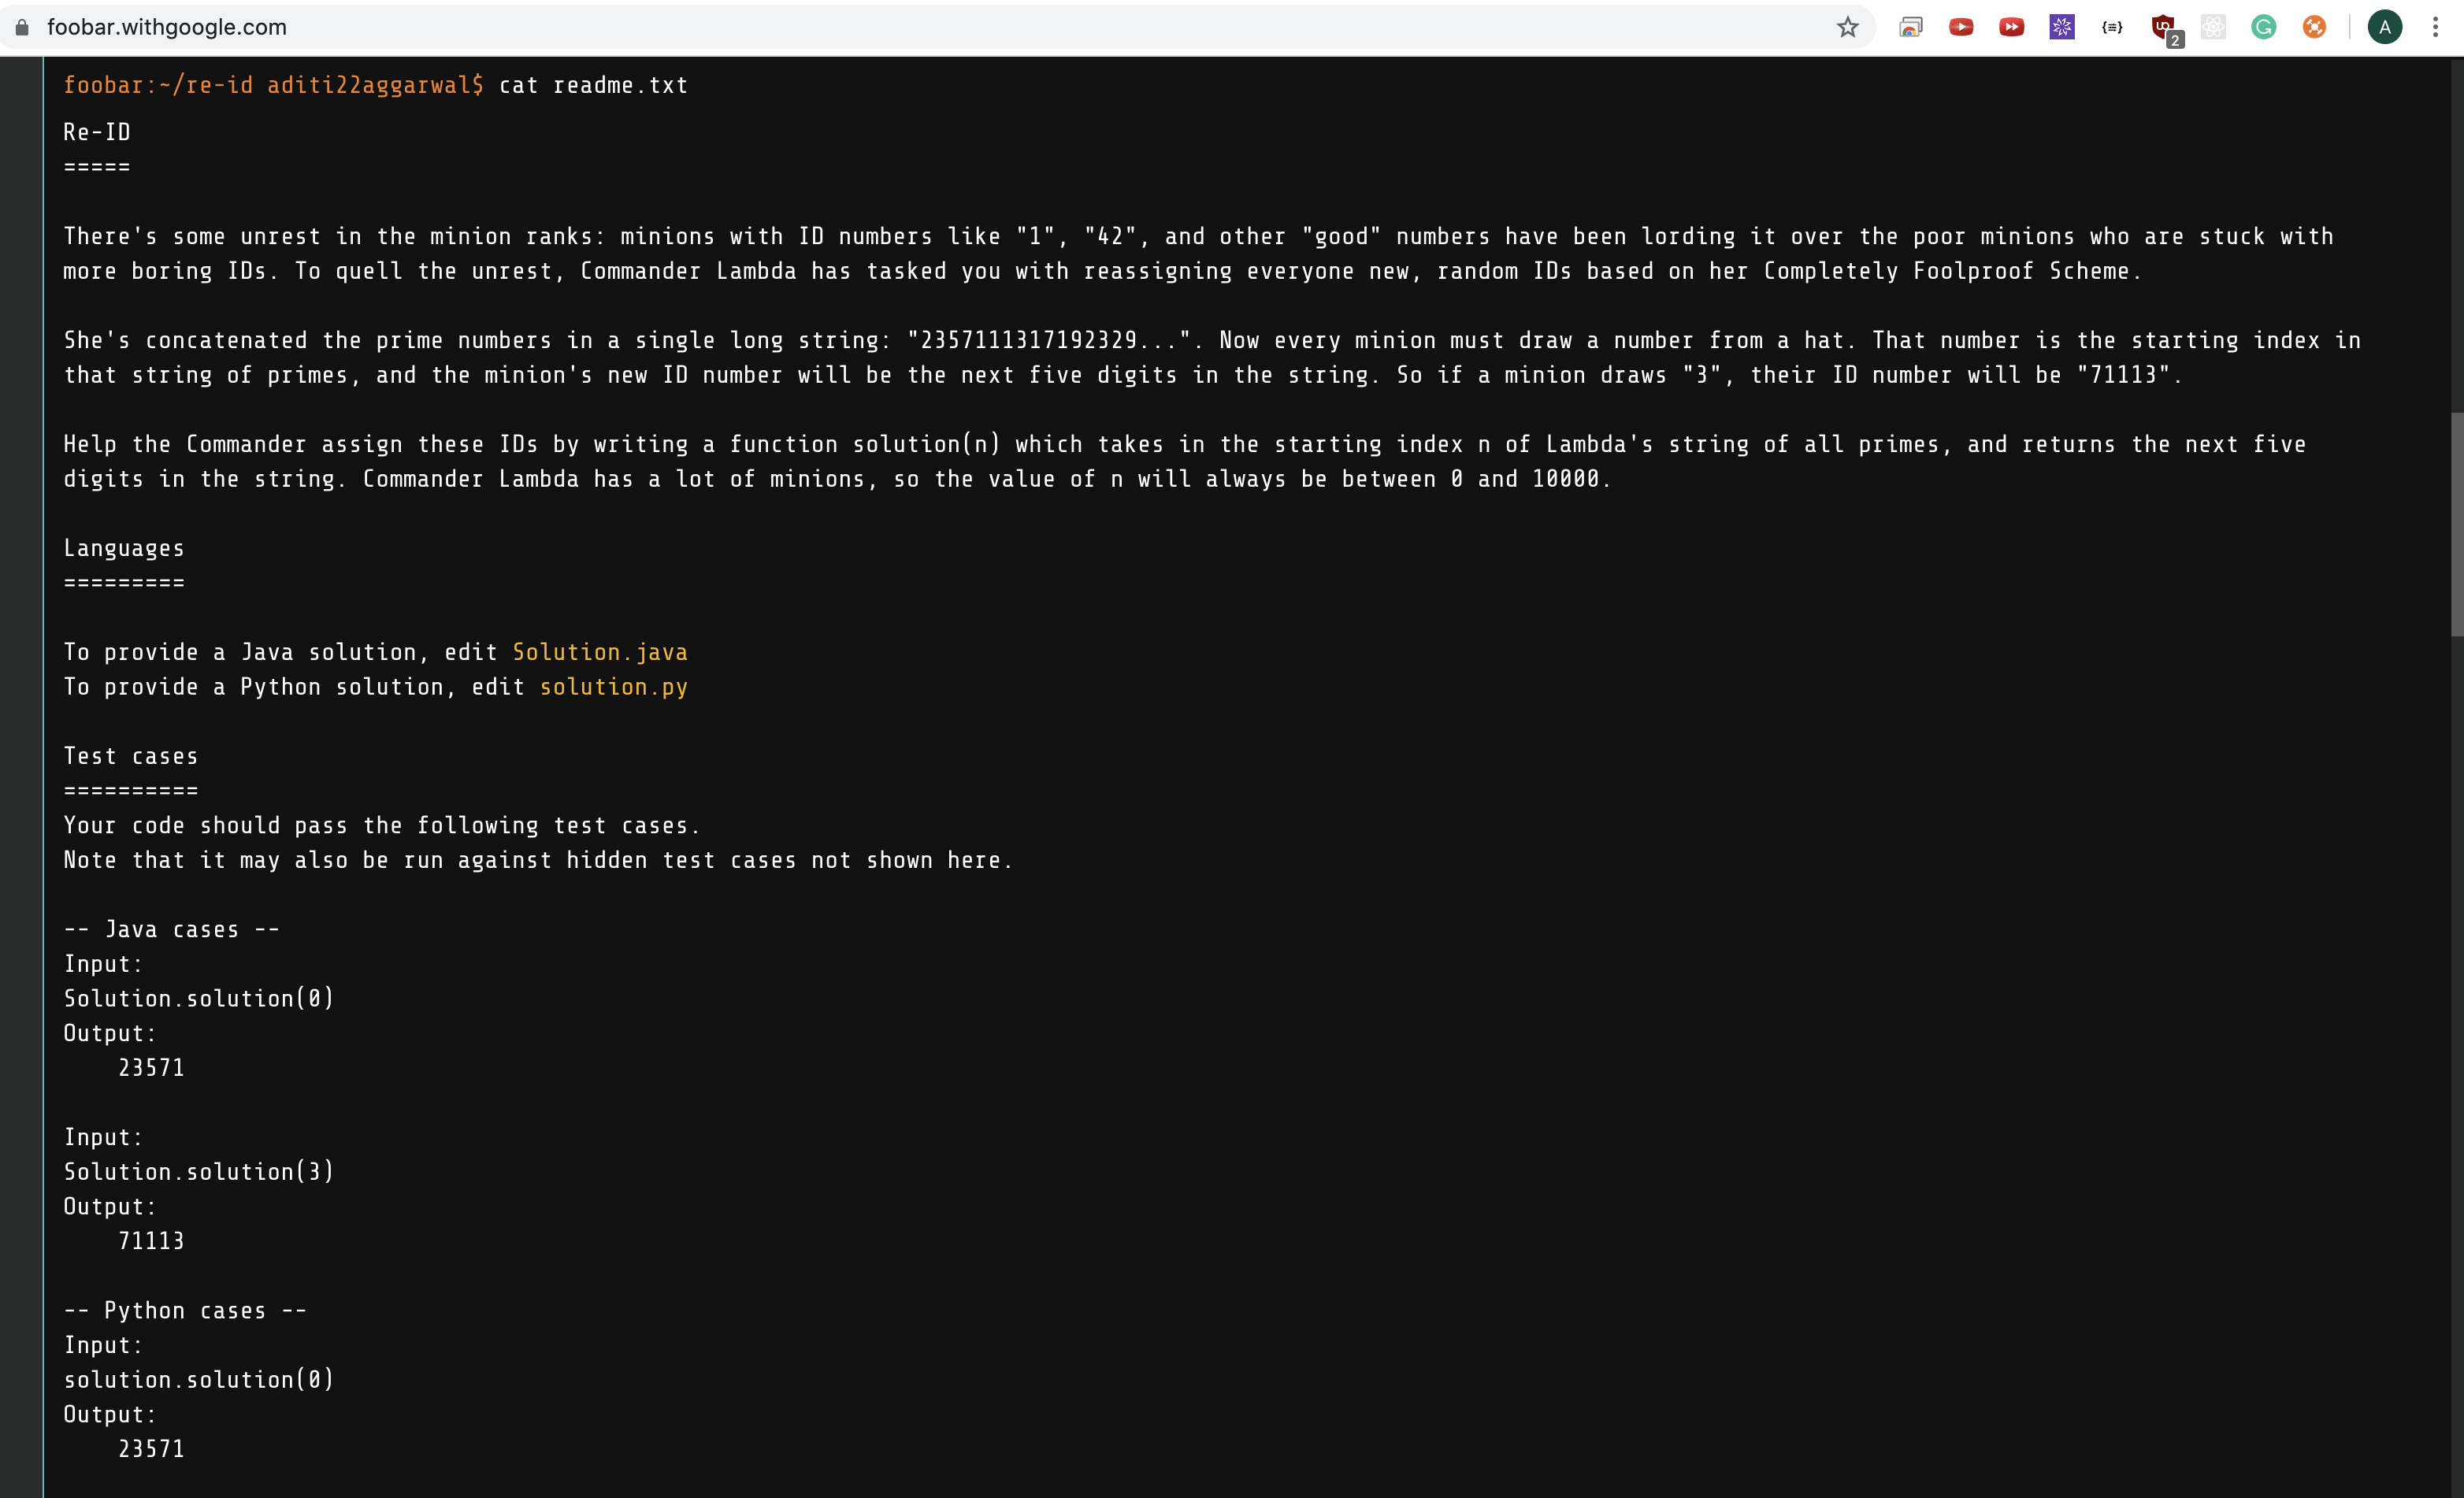 foobar.withgoogle.com
2
A
foobar:~/re-id aditi22aggarwal$ cat readme.txt
Re-ID
=====
There's some unrest in the minion ranks: minions with ID numbers like "1", "42", and other "good" numbers have been lording it over the poor minions who are stuck with
more boring IDs. To quell the unrest, Commander Lambda has tasked you with reassigning everyone new, random IDs based on her Completely Foolproof Scheme.
She's concatenated the prime numbers in a single long string: "2357111317192329...". Now every minion must draw a number from a hat. That number is the starting index in
that string of primes, and the minion's new ID number will be the next five digits in the string. So if a minion draws "3", their ID number will be "71113".
Help the Commander assign these IDs by writing a function solution(n) which takes in the starting index n of Lambda's string of all primes, and returns the next five
digits in the string. Commander Lambda has a lot of minions, so the value of n will always be between 0 and 10000.
Languages
=========
To provide a Java solution, edit Solution.java
To provide a Python solution, edit solution.py
Test cases
==========
Your code should pass the following test cases.
Note that it may also be run against hidden test cases not shown here.
-- Java cases --
Input:
Solution.solution(0)
Output:
    23571
Input:
Solution.solution(3)
Output:
    71113
-- Python cases --
Input:
solution.solution(0)
Output:
    23571